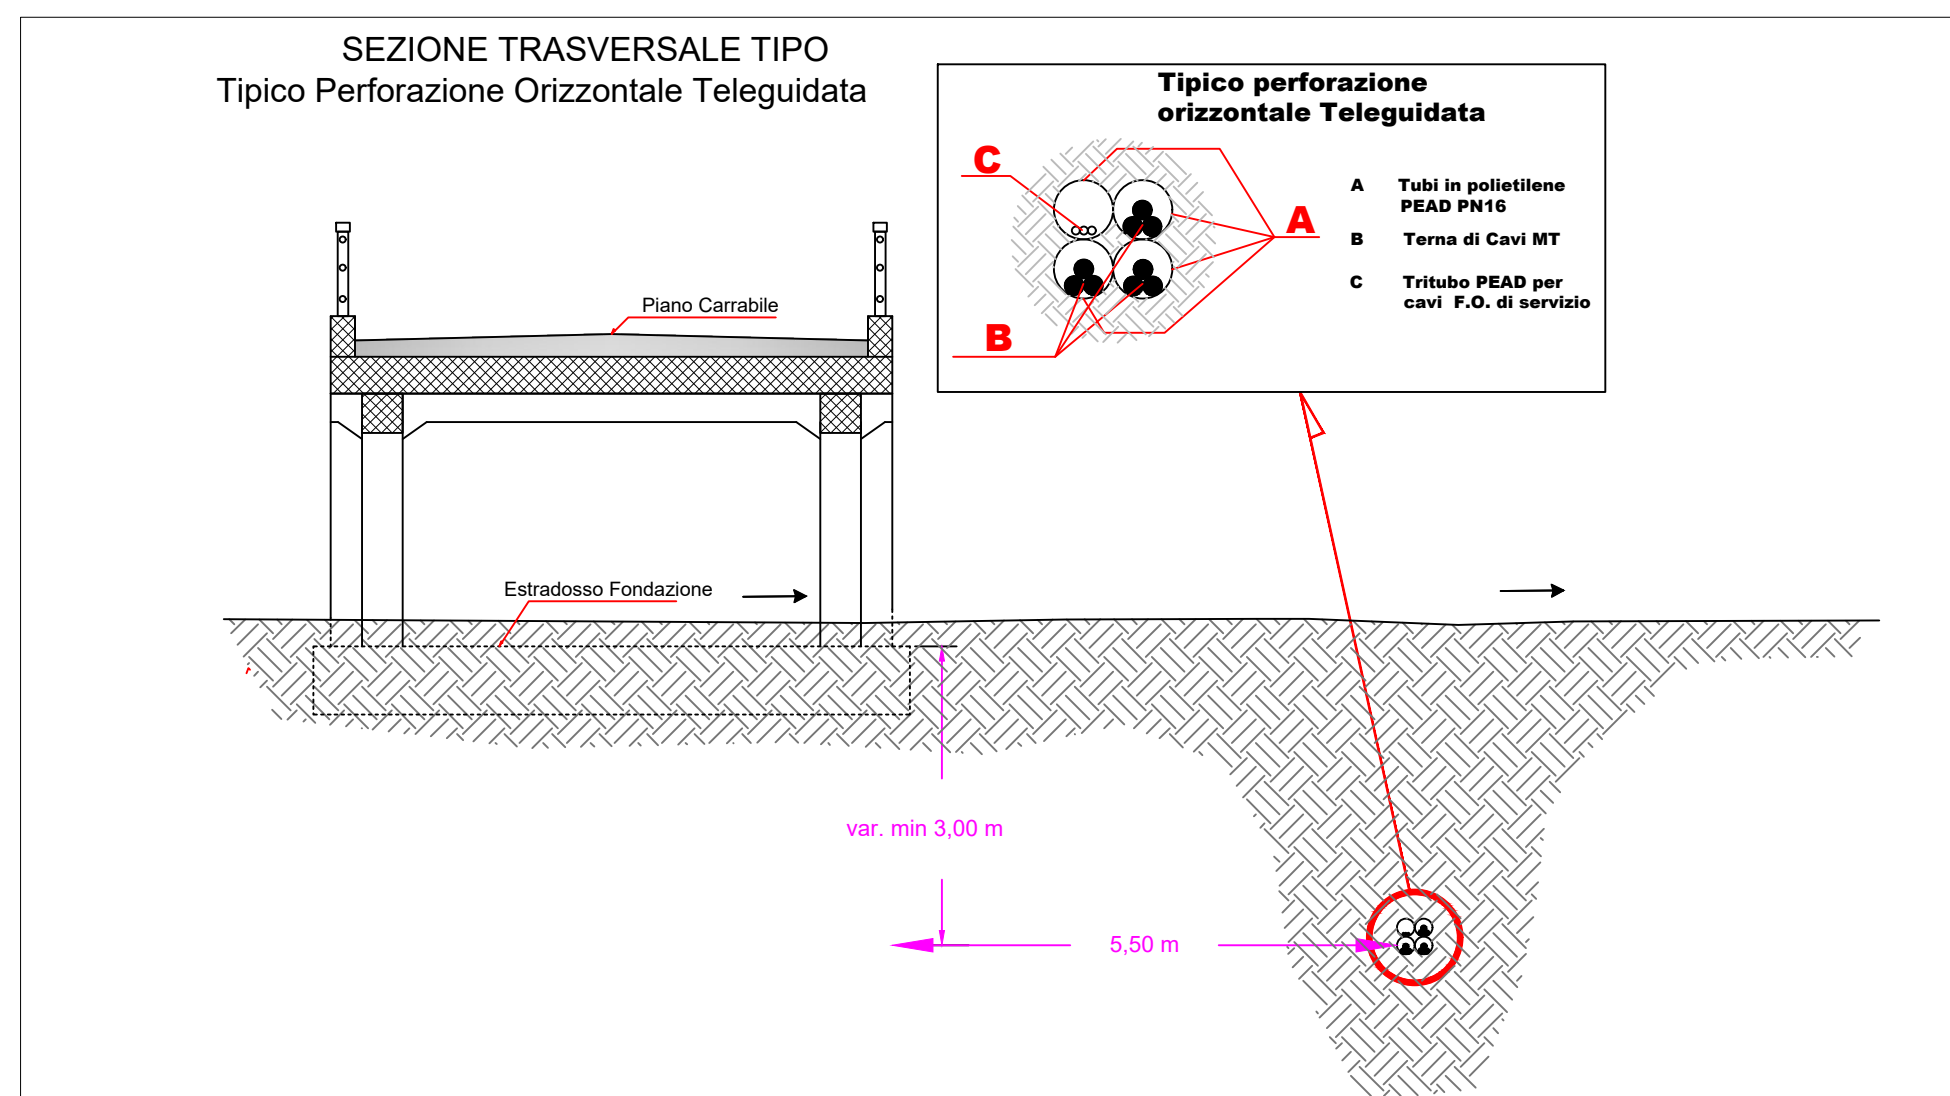 SEZIONE TRASVERSALE TIPO
Tipico Perforazione Orizzontale Teleguidata
Tipico perforazione
orizzontale Teleguidata
C
A
B
A Tubi in polietilene
PEAD PN16
B Terna di Cavi MT
C Tritubo PEAD per
cavi F.O. di servizio
Piano Carrabile
Estradosso Fondazione
var. min 3,00 m
5,50 m